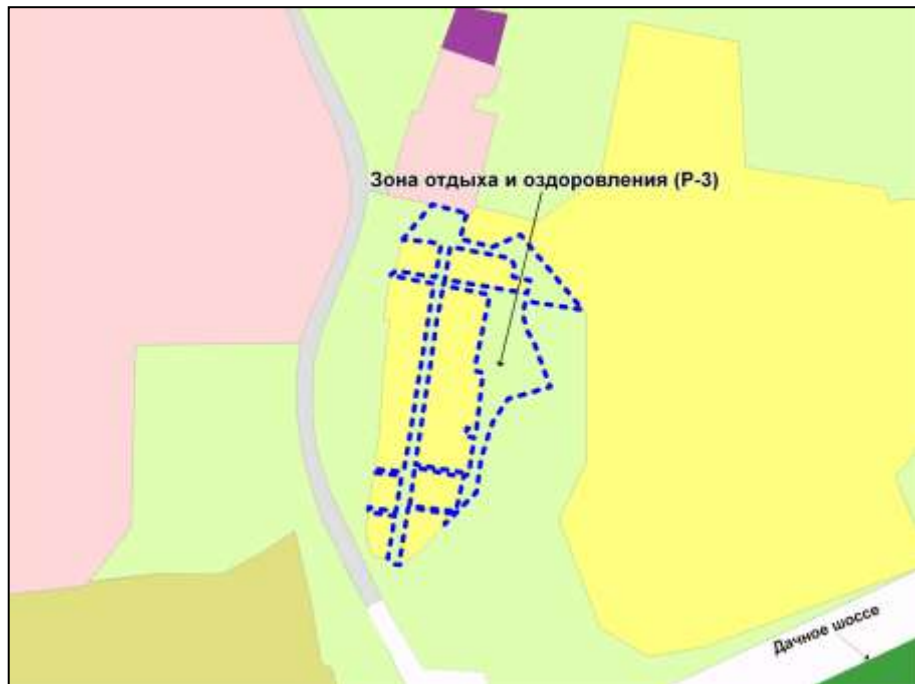 Зона отдыха и оздоровления (Р-3)
Дачное шоссе